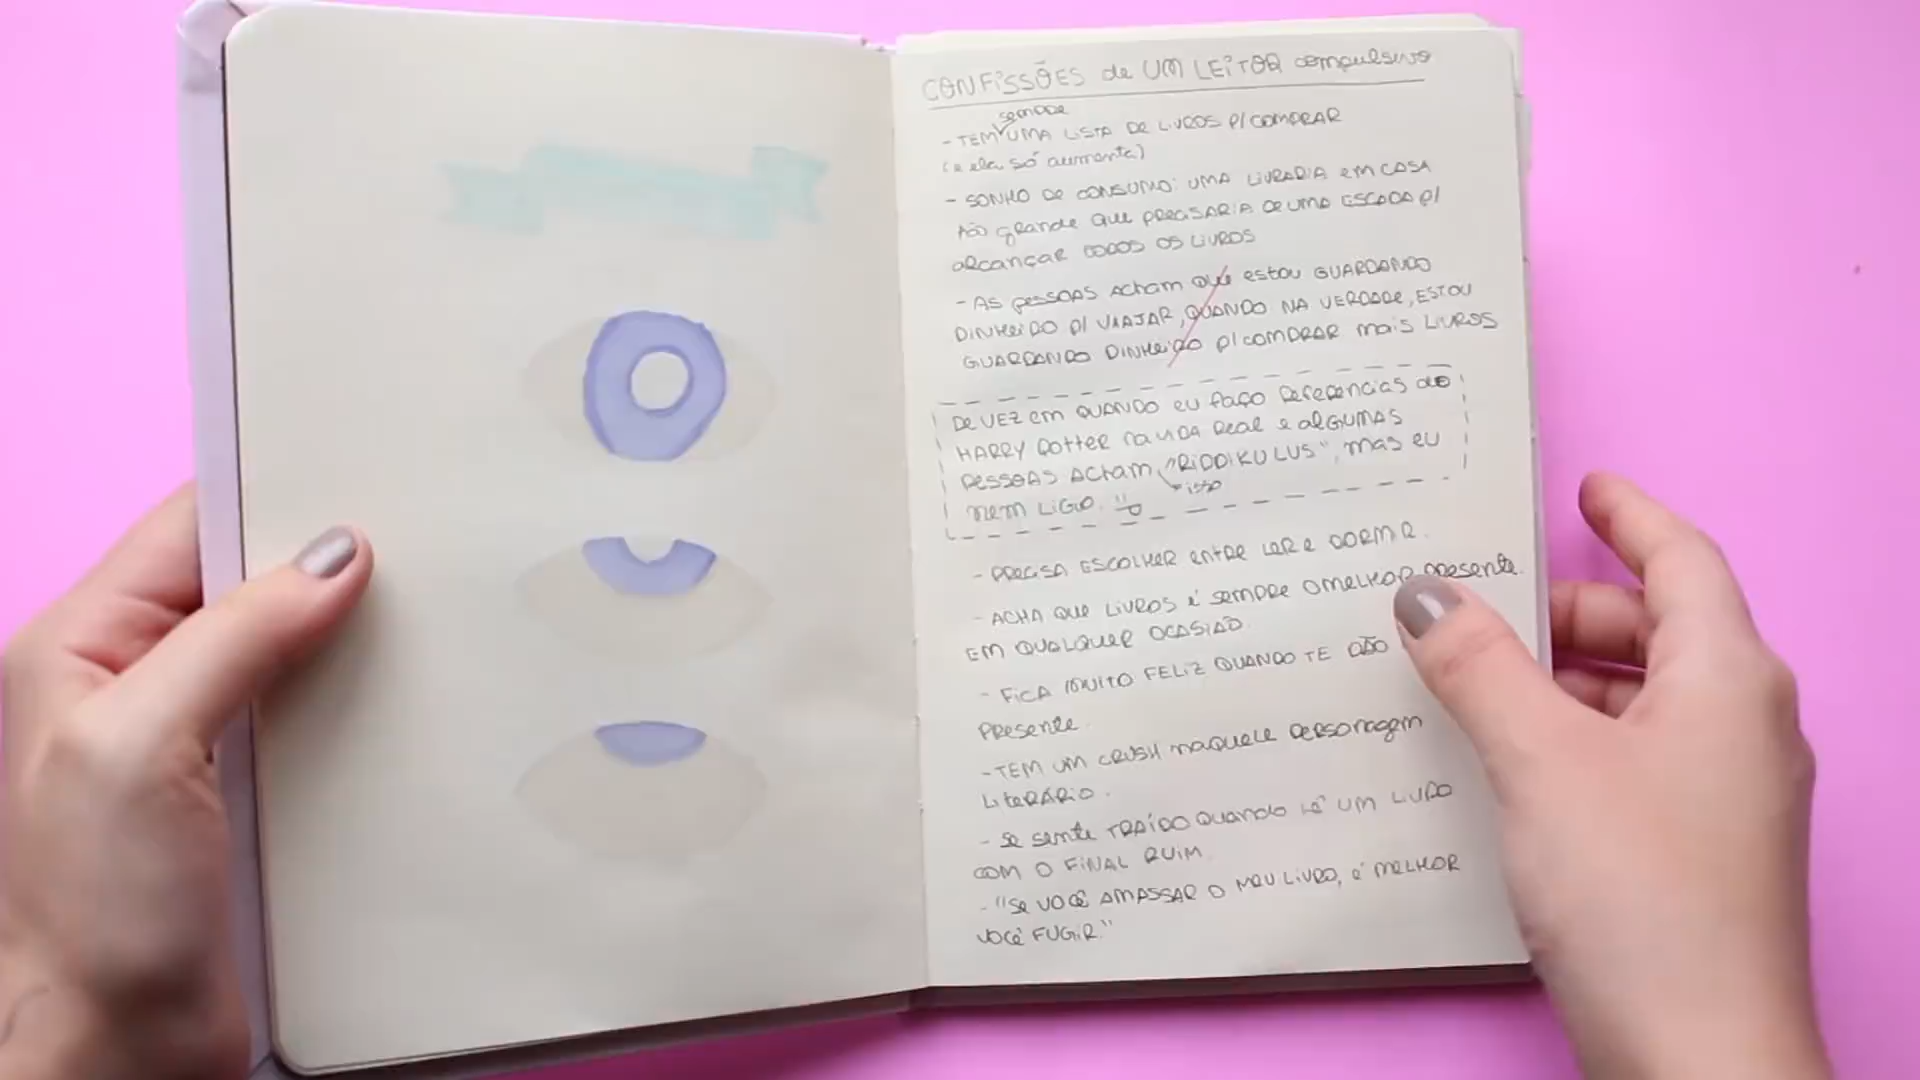 CONFISSÕES de UM LEITOR compulsivo
sempre
- TEM UMA LISTA DE LIVROS P/ COMPRAR
(e ela só aumenta)
- SONHO DE CONSUMO: UMA LIVRARIA EM CASA
tão grande que PRECISARIA DE UMA ESCADA P/
alcançar TODOS OS LIVROS
- AS pessoas acham que estou GUARDANDO
DINHEIRO P/ VIAJAR, QUANDO NA VERDADE, ESTOU
GUARDANDO DINHEIRO P/ COMPRAR mais LIVROS
DE VEZ em QUANDO eu faço referencias do
HARRY POTTER na VIDA Real e ALGUMAS
PESSOAS ACHAM "RIDDIKULUS", mas eu
isso
nem LIGO. =P
- PRECISA ESCOLHER ENTRE LER E DORMIR.
- ACHA que LIVROS é sempre O MELHOR presente.
EM QUALQUER OCASIÃO.
- FICA MUITO FELIZ QUANDO TE DÃO
PRESENTE.
- TEM UM CRUSH naquele personagem
LITERÁRIO.
- Se sente TRAÍDO quando lê UM LIVRO
COM O FINAL RUIM.
- "Se VOCÊ AMASSAR O MEU LIVRO, é MELHOR
VOCÊ FUGIR."